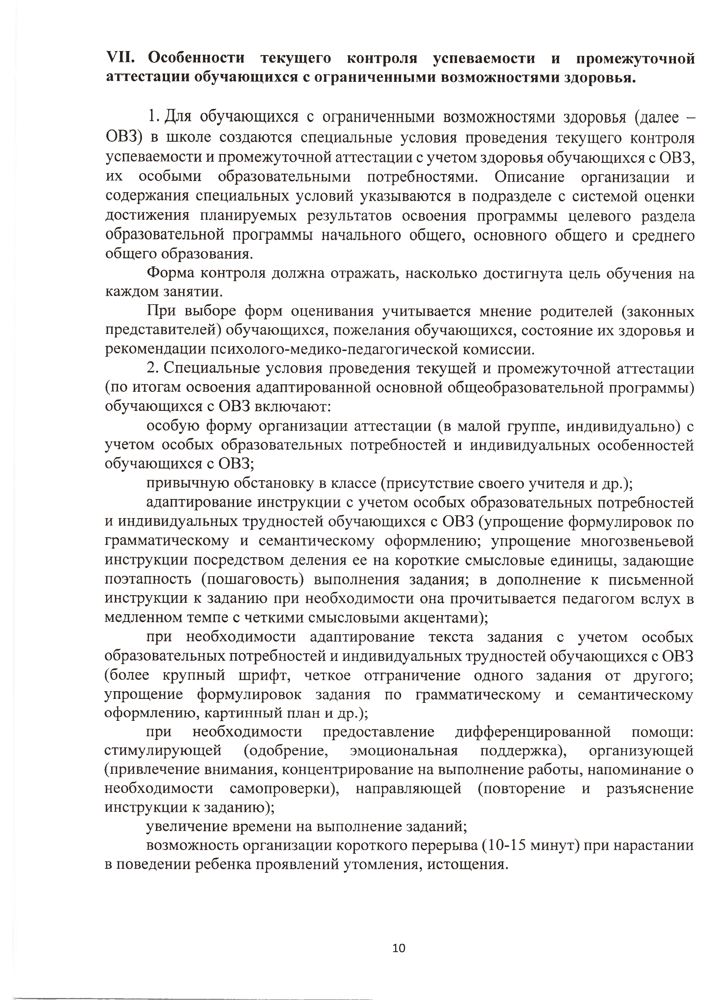 VII. Особенности текущего контроля успеваемости и промежуточной
аттестации обучающихся с ограниченными возможностями здоровья.
1. Для обучающихся с ограниченными возможностями здоровья (далее –
ОВЗ) в школе создаются специальные условия проведения текущего контроля
успеваемости и промежуточной аттестации с учетом здоровья обучающихся с ОВЗ,
их особыми образовательными потребностями. Описание организации и
содержания специальных условий указываются в подразделе с системой оценки
достижения планируемых результатов освоения программы целевого раздела
образовательной программы начального общего, основного общего и среднего
общего образования.
Форма контроля должна отражать, насколько достигнута цель обучения на
каждом занятии.
При выборе форм оценивания учитывается мнение родителей (законных
представителей) обучающихся, пожелания обучающихся, состояние их здоровья и
рекомендации психолого-медико-педагогической комиссии.
2. Специальные условия проведения текущей и промежуточной аттестации
(по итогам освоения адаптированной основной общеобразовательной программы)
обучающихся с ОВЗ включают:
особую форму организации аттестации (в малой группе, индивидуально) с
учетом особых образовательных потребностей и индивидуальных особенностей
обучающихся с ОВЗ;
привычную обстановку в классе (присутствие своего учителя и др.);
адаптирование инструкции с учетом особых образовательных потребностей
и индивидуальных трудностей обучающихся с ОВЗ (упрощение формулировок по
грамматическому и семантическому оформлению; упрощение многозвеньевой
инструкции посредством деления ее на короткие смысловые единицы, задающие
поэтапность (пошаговость) выполнения задания; в дополнение к письменной
инструкции к заданию при необходимости она прочитывается педагогом вслух в
медленном темпе с четкими смысловыми акцентами);
при необходимости адаптирование текста задания с учетом особых
образовательных потребностей и индивидуальных трудностей обучающихся с ОВЗ
(более крупный шрифт, четкое отграничение одного задания от другого;
упрощение формулировок задания по грамматическому и семантическому
оформлению, картинный план и др.);
при необходимости предоставление дифференцированной помощи:
стимулирующей (одобрение, эмоциональная поддержка), организующей
(привлечение внимания, концентрирование на выполнение работы, напоминание о
необходимости самопроверки), направляющей (повторение и разъяснение
инструкции к заданию);
увеличение времени на выполнение заданий;
возможность организации короткого перерыва (10-15 минут) при нарастании
в поведении ребенка проявлений утомления, истощения.
10